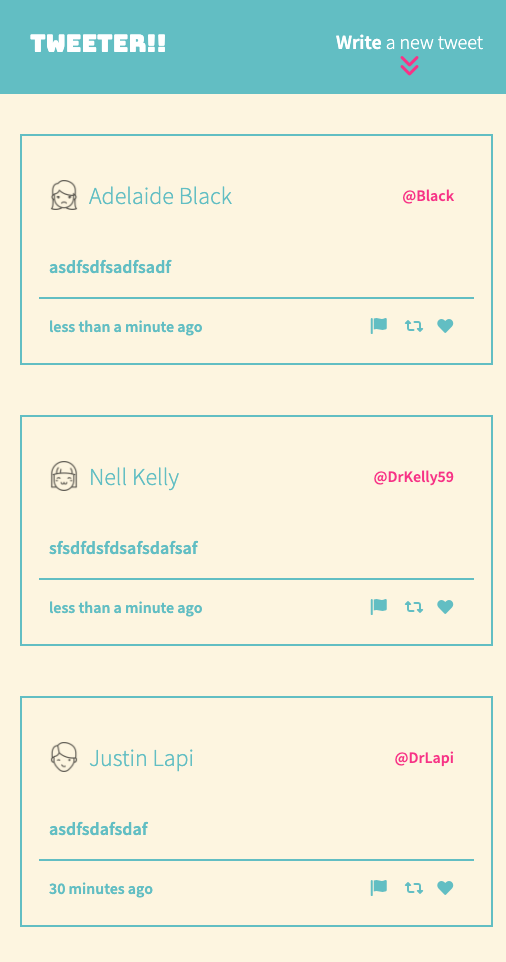 TWEETER!!
Write a new tweet
Adelaide Black
@Black
asdfsdfsadfsadf
less than a minute ago
Nell Kelly
@DrKelly59
sfsdfdsfdsafsdafsaf
less than a minute ago
Justin Lapi
@DrLapi
asdfsdafsdaf
30 minutes ago